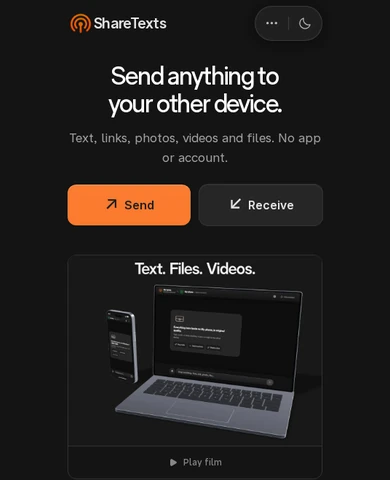 ShareTexts
Send anything to
your other device.
Text, links, photos, videos and files. No app
or account.
Send
Receive
Text. Files. Videos.
Play film